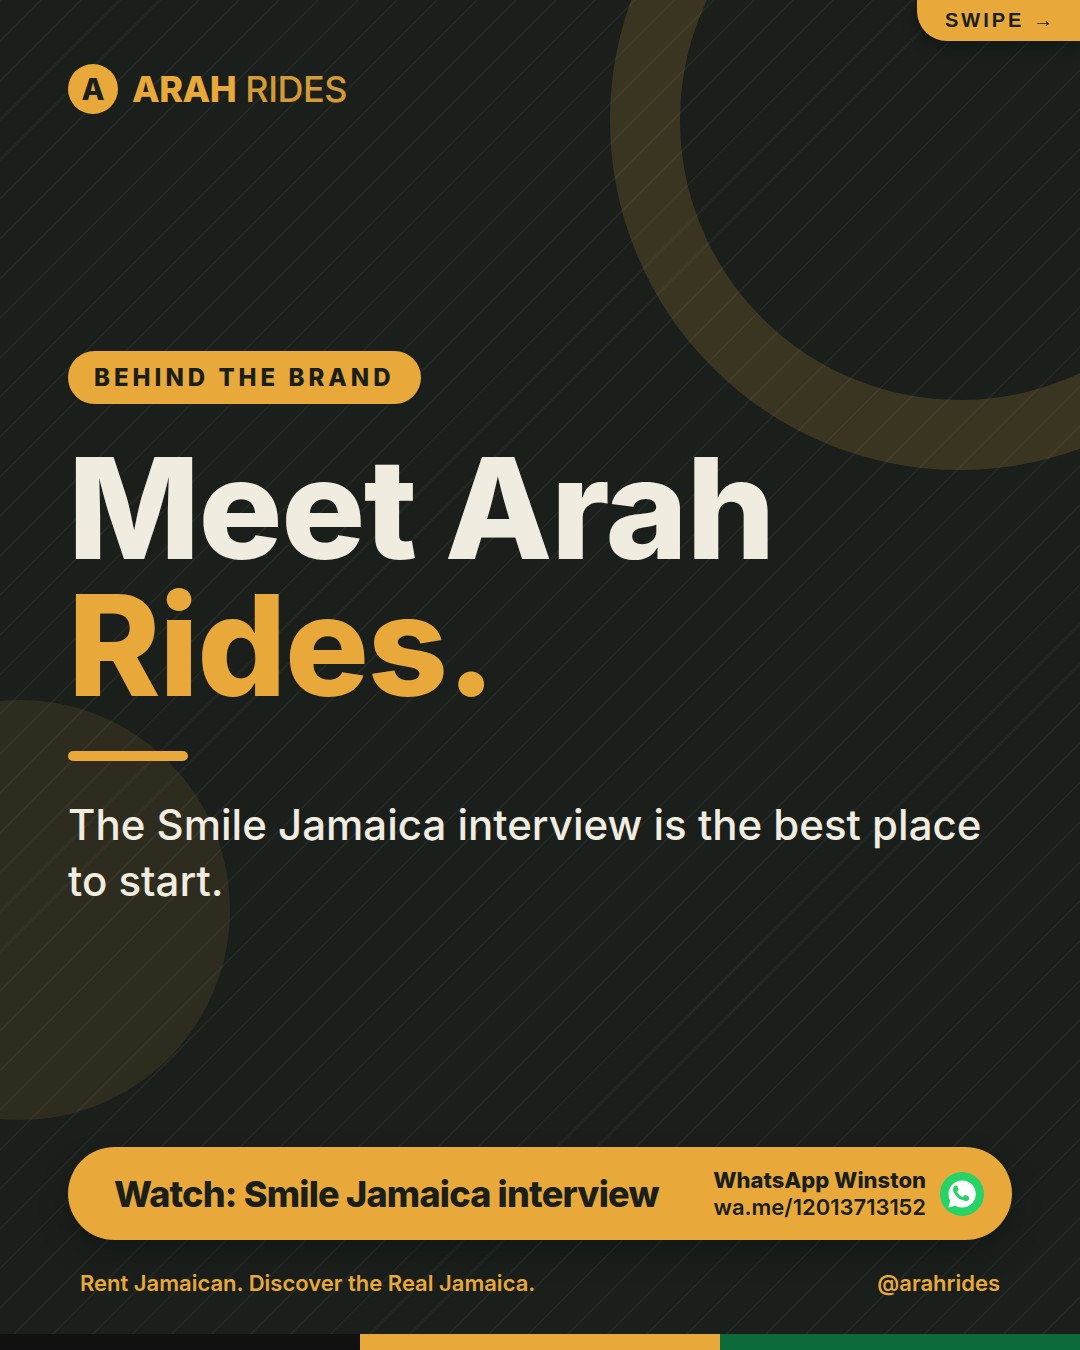 SWIPE →
A ARAH RIDES
BEHIND THE BRAND
Meet Arah
Rides.
The Smile Jamaica interview is the best place
to start.
Watch: Smile Jamaica interview
WhatsApp Winston
wa.me/12013713152
Rent Jamaican. Discover the Real Jamaica.
@arahrides